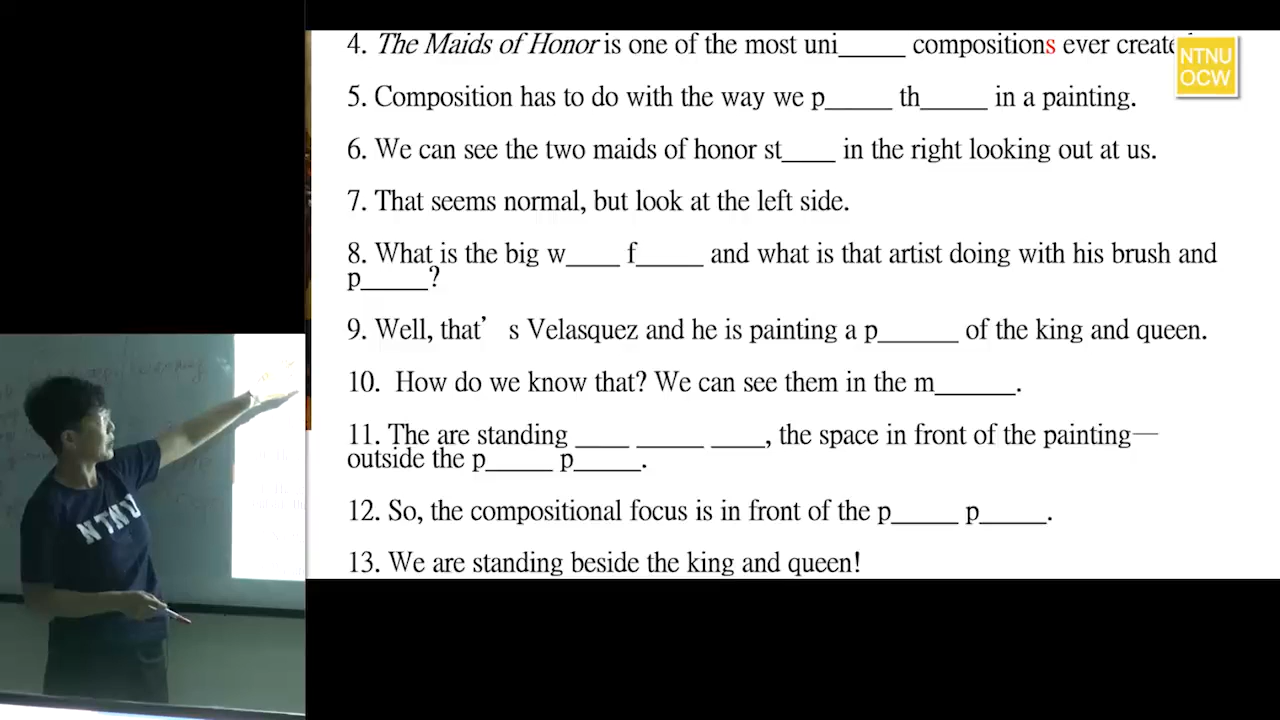 4. The Maids of Honor is one of the most uni_____ compositions ever create
NTNU
OCW
5. Composition has to do with the way we p_____ th_____ in a painting.
6. We can see the two maids of honor st____ in the right looking out at us.
7. That seems normal, but look at the left side.
8. What is the big w____ f_____ and what is that artist doing with his brush and
p_____?
9. Well, that’ s Velasquez and he is painting a p______ of the king and queen.
10. How do we know that? We can see them in the m______.
11. The are standing ____ _____ ____, the space in front of the painting—
outside the p_____ p_____.
12. So, the compositional focus is in front of the p_____ p_____.
13. We are standing beside the king and queen!
NTNU